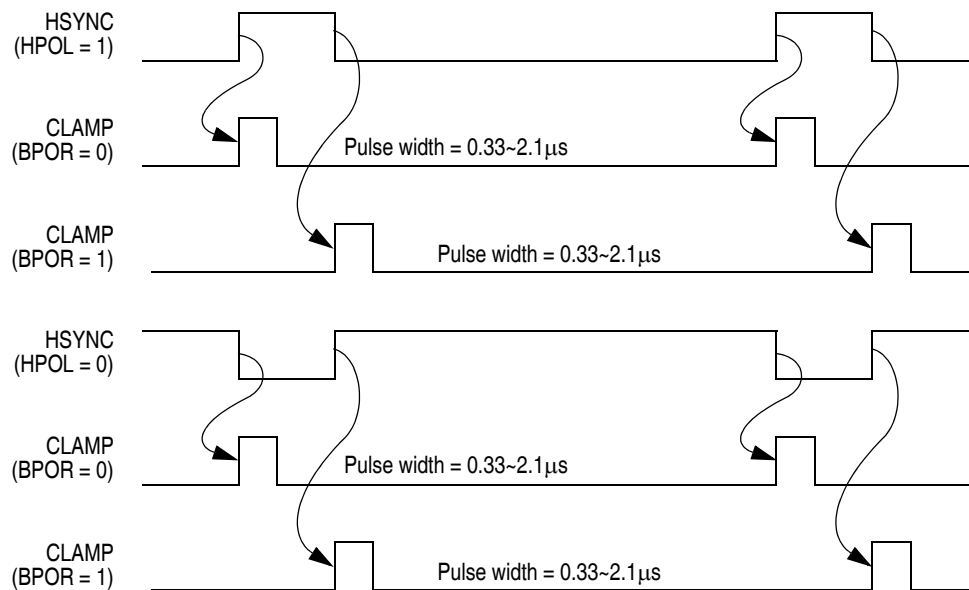 HSYNC
(HPOL = 1)
CLAMP
(BPOR = 0)
Pulse width = 0.33~2.1μs
CLAMP
(BPOR = 1)
Pulse width = 0.33~2.1μs
HSYNC
(HPOL = 0)
CLAMP
(BPOR = 0)
Pulse width = 0.33~2.1μs
CLAMP
(BPOR = 1)
Pulse width = 0.33~2.1μs